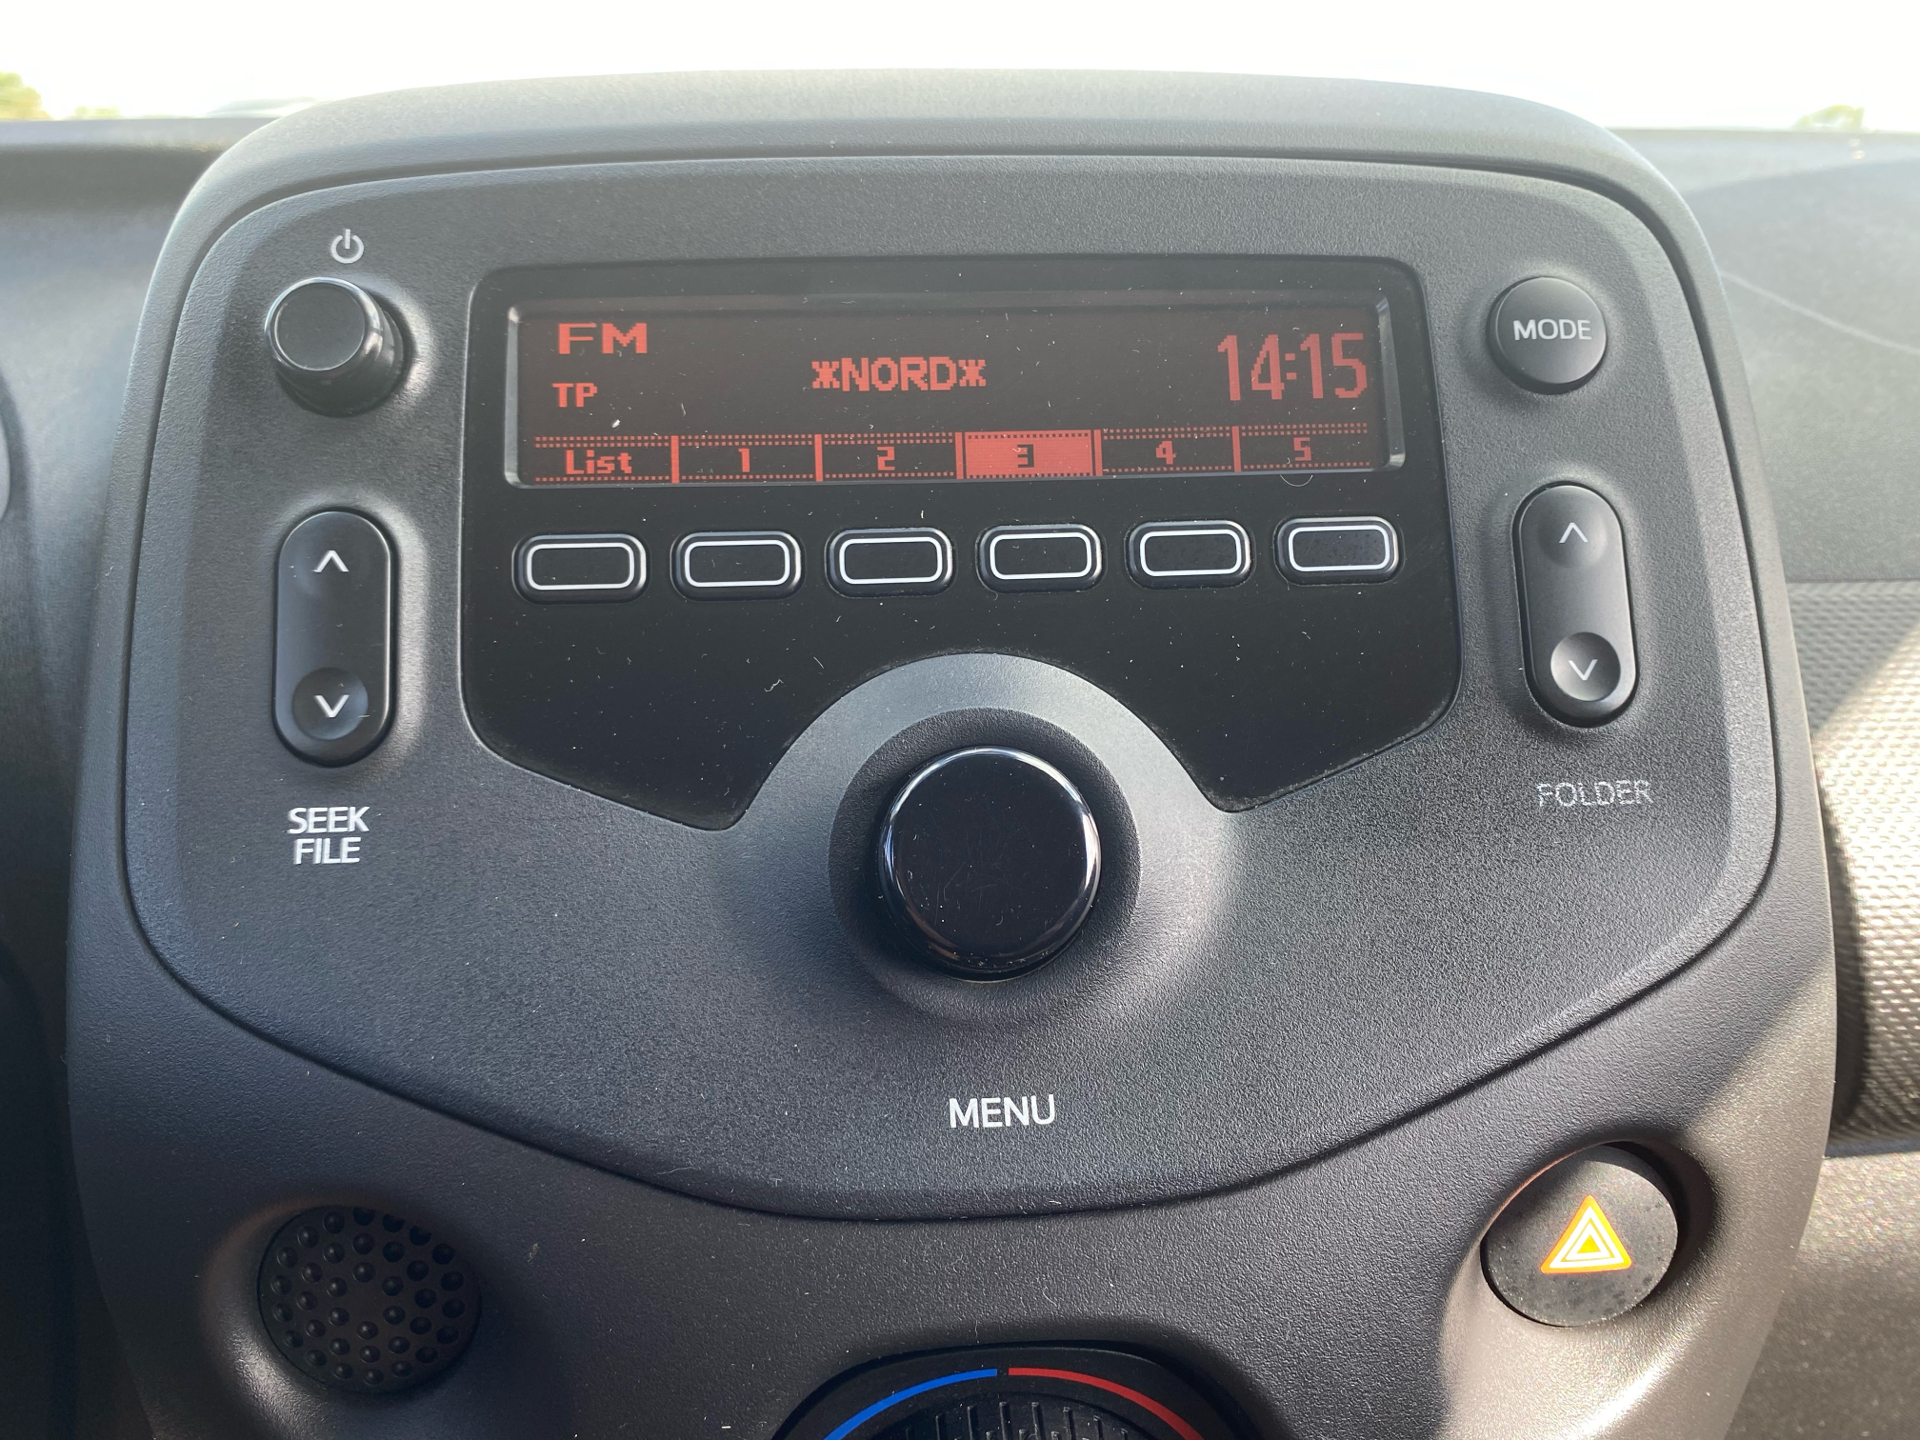 FM
TP
*NORD*
14:15
List 1 2 3 4 5
MODE
SEEK
FILE
FOLDER
MENU